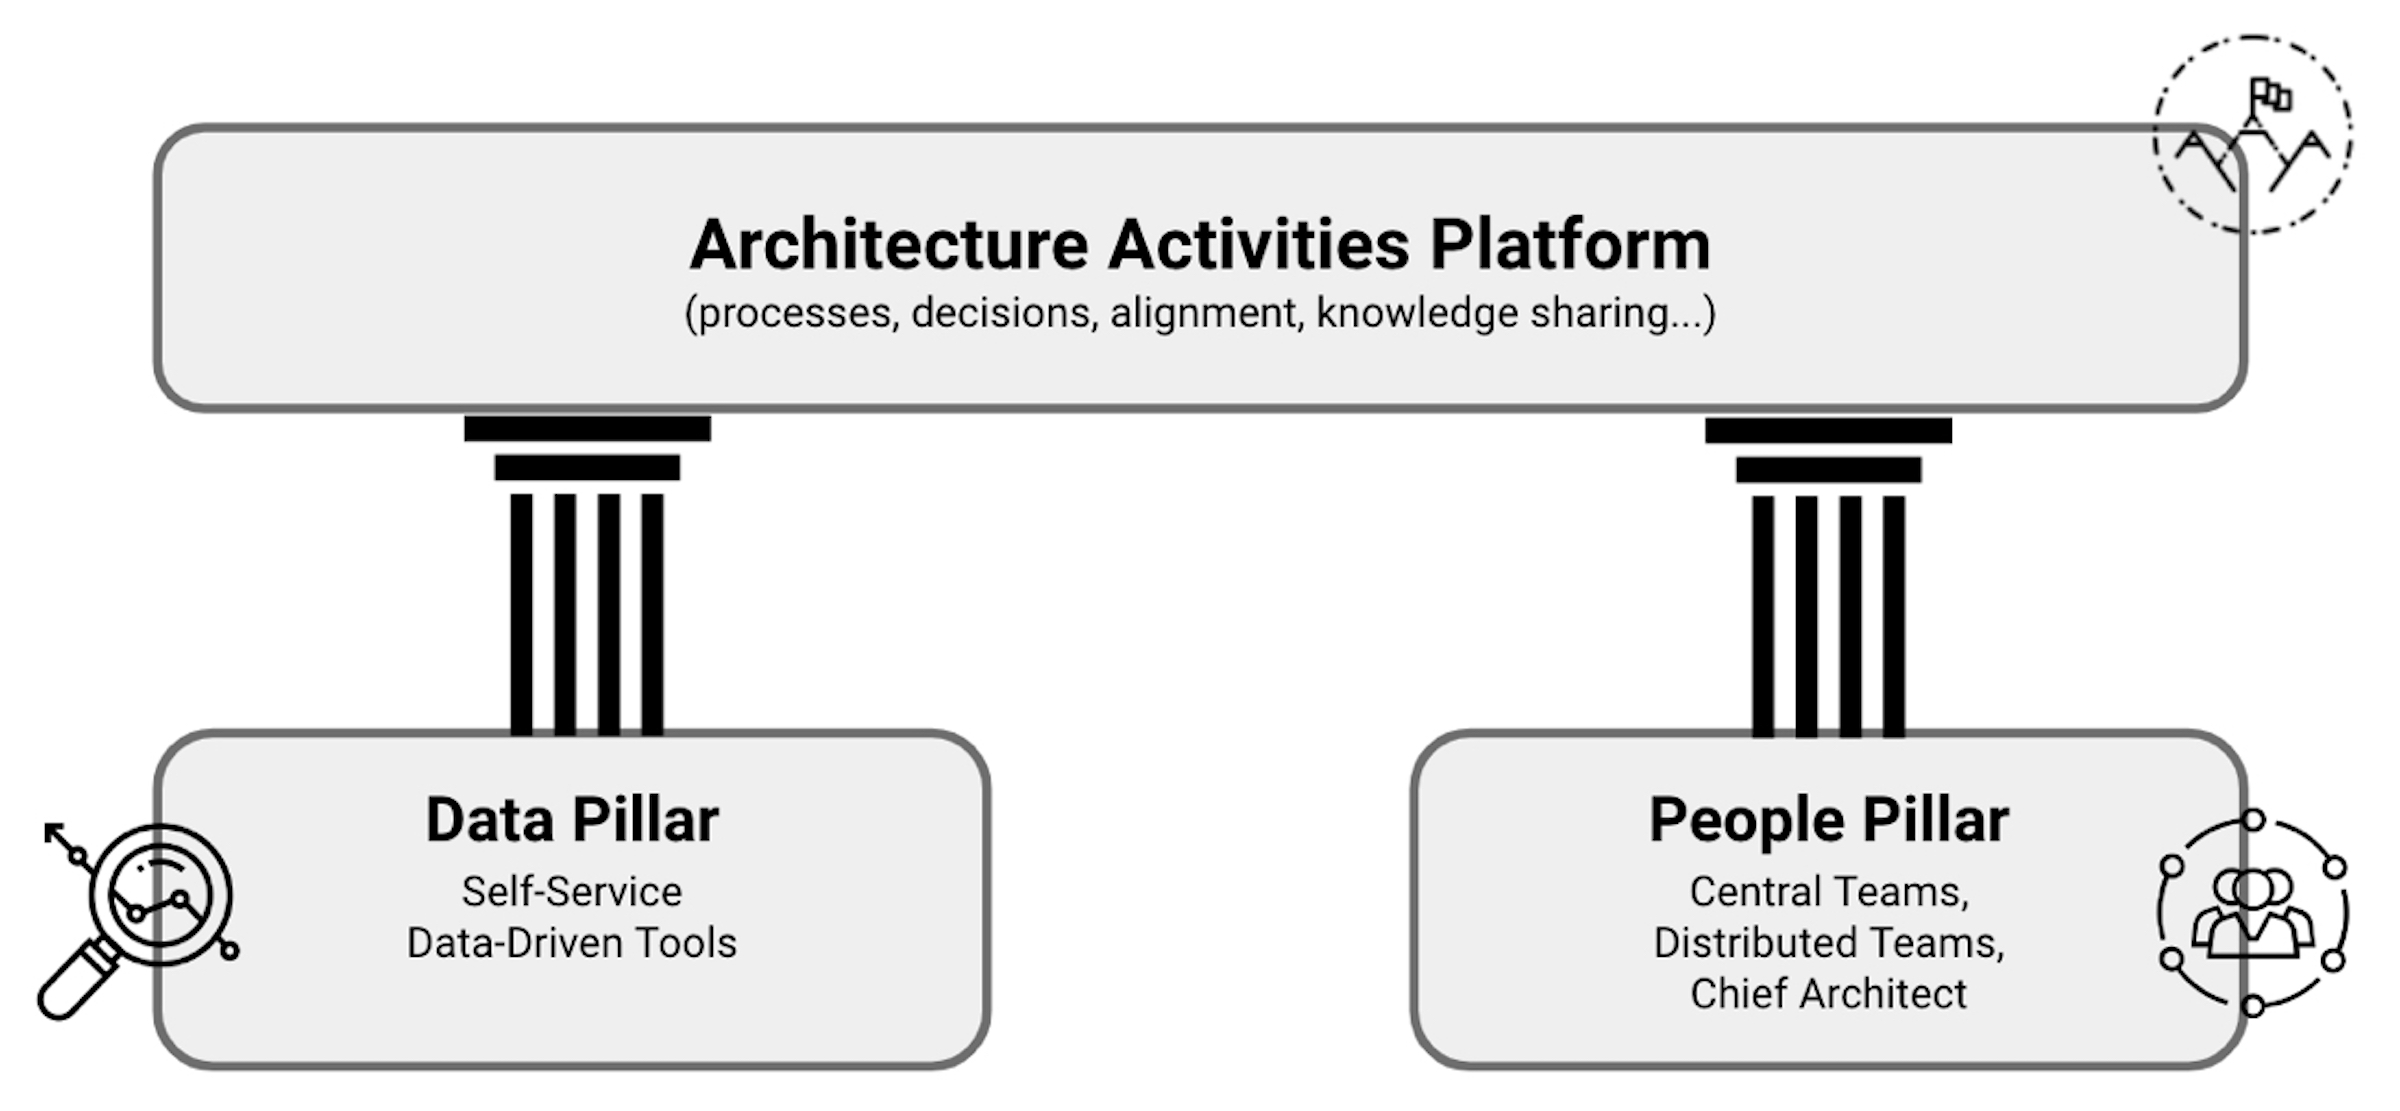 Architecture Activities Platform
(processes, decisions, alignment, knowledge sharing...)
Data Pillar
Self-Service
Data-Driven Tools
People Pillar
Central Teams,
Distributed Teams,
Chief Architect